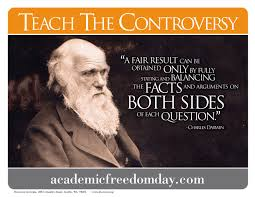 TEACH THE CONTROVERSY
"A FAIR RESULT CAN BE
OBTAINED ONLY BY FULLY
STATING AND BALANCING
THE FACTS AND ARGUMENTS ON
BOTH SIDES
OF EACH QUESTION."
- CHARLES DARWIN
academicfreedomday.com